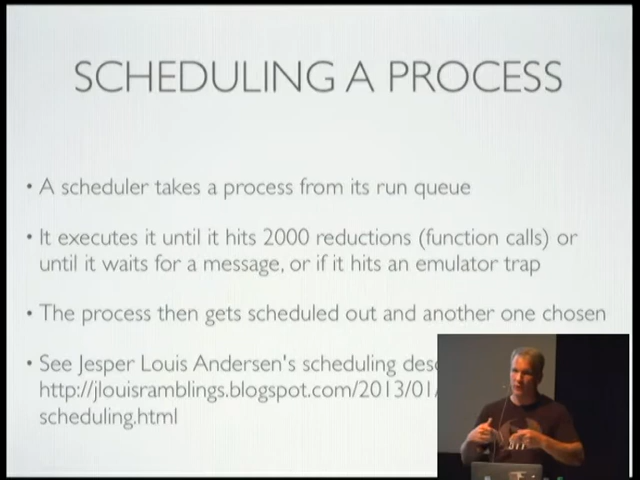 SCHEDULING A PROCESS
• A scheduler takes a process from its run queue
• It executes it until it hits 2000 reductions (function calls) or
until it waits for a message, or if it hits an emulator trap
• The process then gets scheduled out and another one chosen
• See Jesper Louis Andersen's scheduling
http://jlouisramblings.blogspot.com/2013/01/
scheduling.html